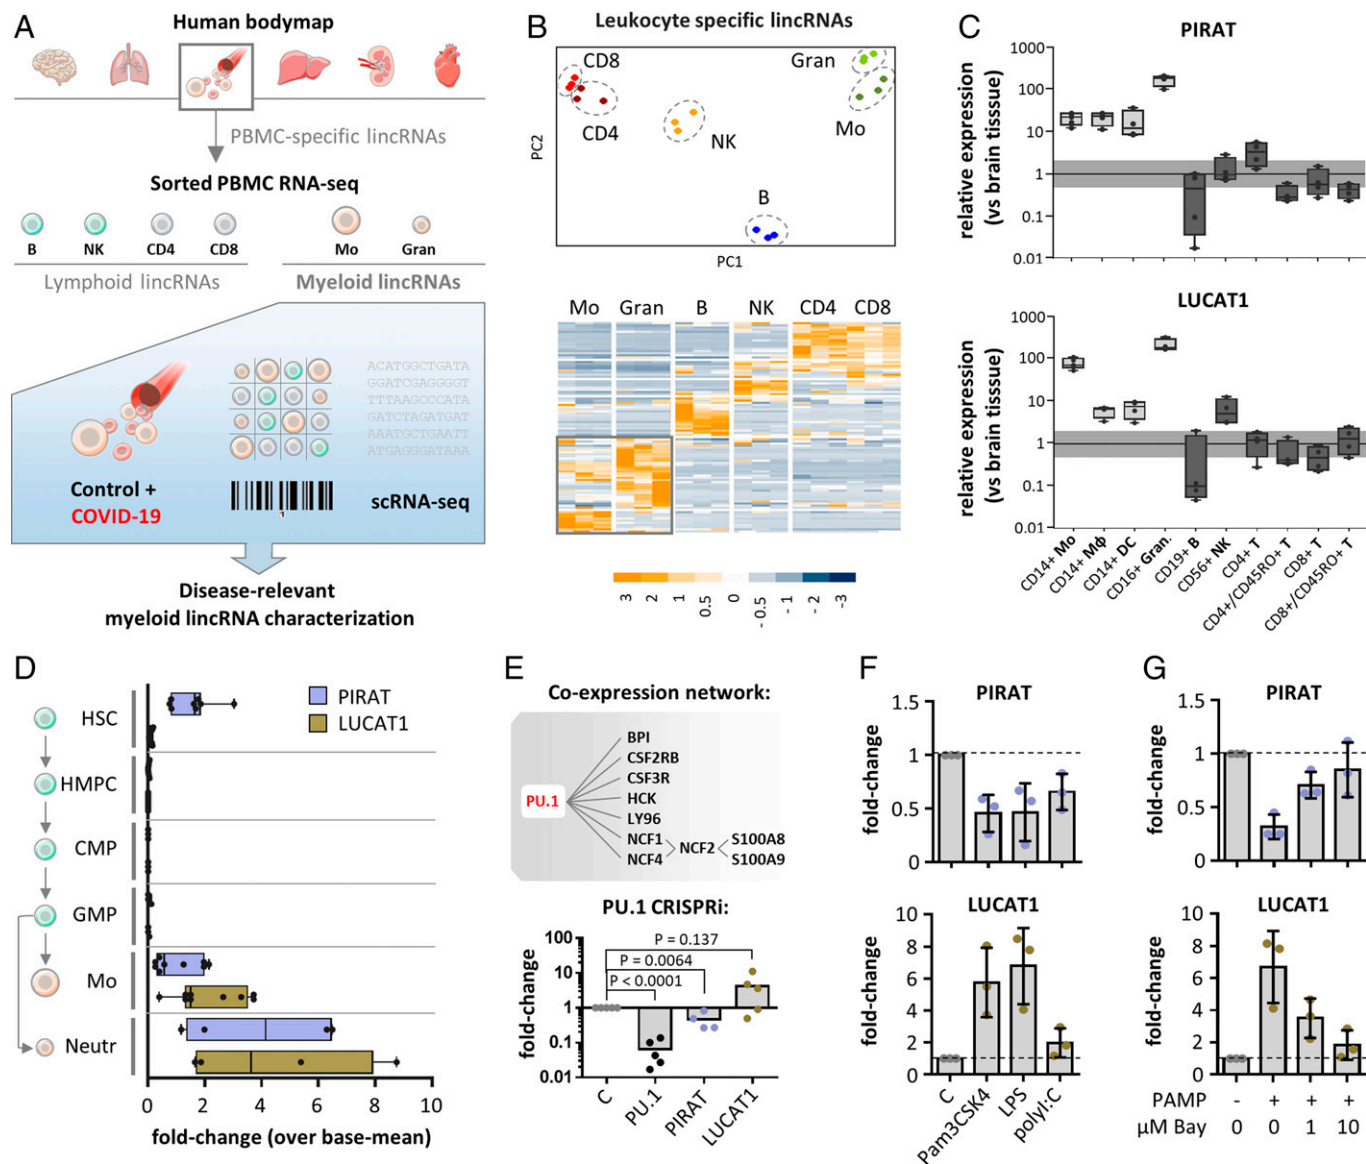 A
Human bodymap
PBMC-specific lincRNAs
Sorted PBMC RNA-seq
B NK CD4 CD8 Mo Gran
Lymphoid lincRNAs Myeloid lincRNAs
ACATGGCTGATA
GGATCGAGGGGT
TTTAAGCCCATA
GATCTAGATGAT
AAATGCTGAATT
ATGAGGGATAAA
Control +
COVID-19
scRNA-seq
Disease-relevant
myeloid lincRNA characterization
B
Leukocyte specific lincRNAs
CD8
CD4
NK
Gran
Mo
B
PC2
PC1
Mo Gran B NK CD4 CD8
3 2 1 0.5 0 - 0.5 - 1 -2 -3
C
PIRAT
relative expression
(vs brain tisssue)
1000
100
10
1
0.1
0.01
LUCAT1
relative expression
(vs brain tissue)
1000
100
10
1
0.1
0.01
CD14+ Mo
CD14+ Mϕ
CD14+ DC
CD16+ Gran.
CD19+ B
CD56+ NK
CD4+ T
CD4+/CD45RO+ T
CD8+ T
CD8+/CD45RO+ T
D
PIRAT
LUCAT1
HSC
HMPC
CMP
GMP
Mo
Neutr
0 2 4 6 8 10
fold-change (over base-mean)
E
Co-expression network:
PU.1
BPI
CSF2RB
CSF3R
HCK
LY96
NCF1
NCF4
NCF2
S100A8
S100A9
PU.1 CRISPRi:
fold-change
100
10
1
0.1
0.01
P = 0.137
P = 0.0064
P < 0.0001
C
PU.1
PIRAT
LUCAT1
F
PIRAT
fold-change
1.5
1
0.5
0
LUCAT1
fold-change
10
8
6
4
2
0
C
Pam3CSK4
LPS
polyI:C
G
PIRAT
fold-change
1.5
1
0.5
0
LUCAT1
fold-change
10
8
6
4
2
0
PAMP - + + +
µM Bay 0 0 1 10